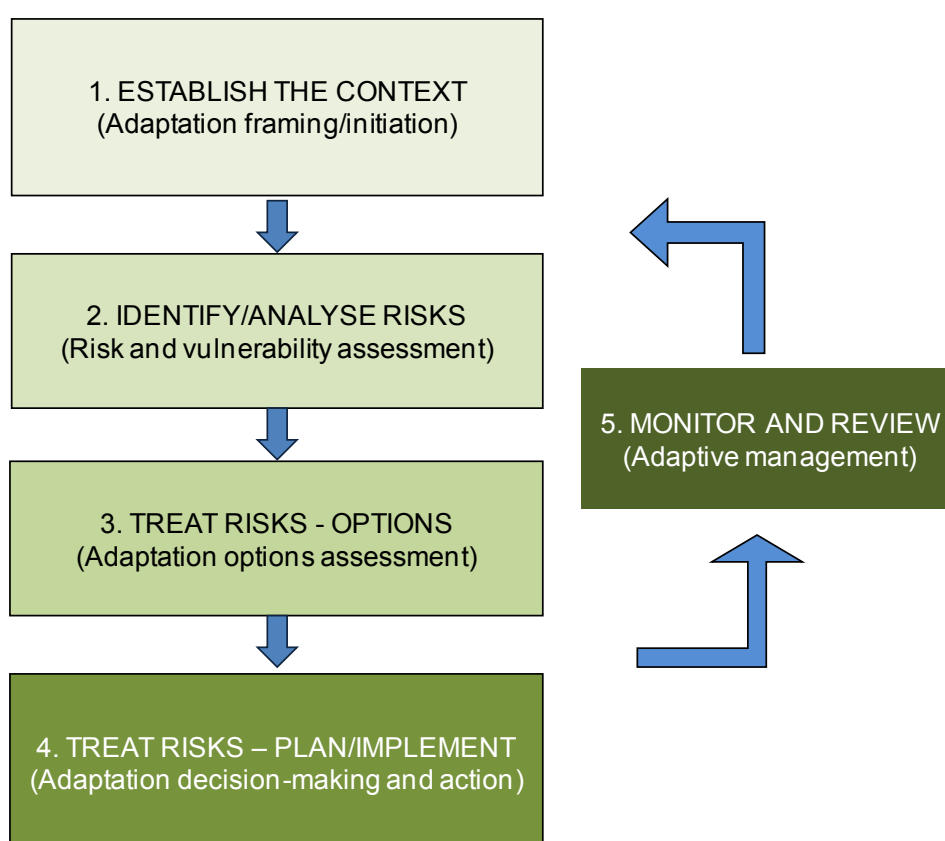 1. ESTABLISH THE CONTEXT
(Adaptation framing/initiation)
2. IDENTIFY/ANALYSE RISKS
(Risk and vulnerability assessment)
3. TREAT RISKS - OPTIONS
(Adaptation options assessment)
4. TREAT RISKS – PLAN/IMPLEMENT
(Adaptation decision-making and action)
5. MONITOR AND REVIEW
(Adaptive management)